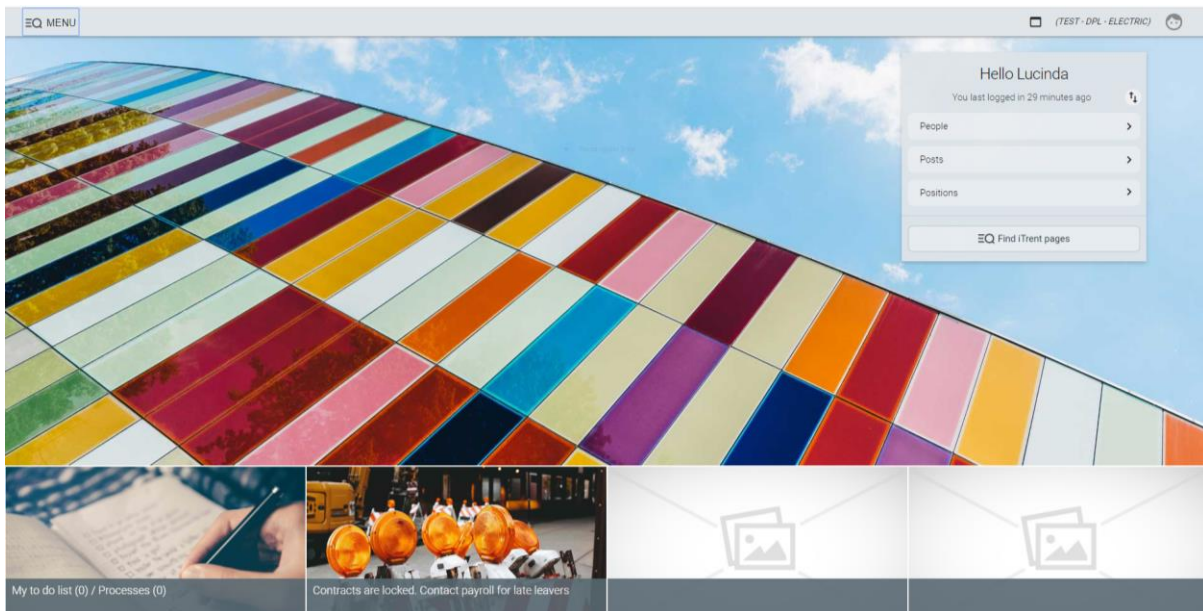 MENU
(TEST - DPL - ELECTRIC)
Hello Lucinda
You last logged in 29 minutes ago
People
Posts
Positions
Find iTrent pages
My to do list (0) / Processes (0)
Contracts are locked. Contact payroll for late leavers